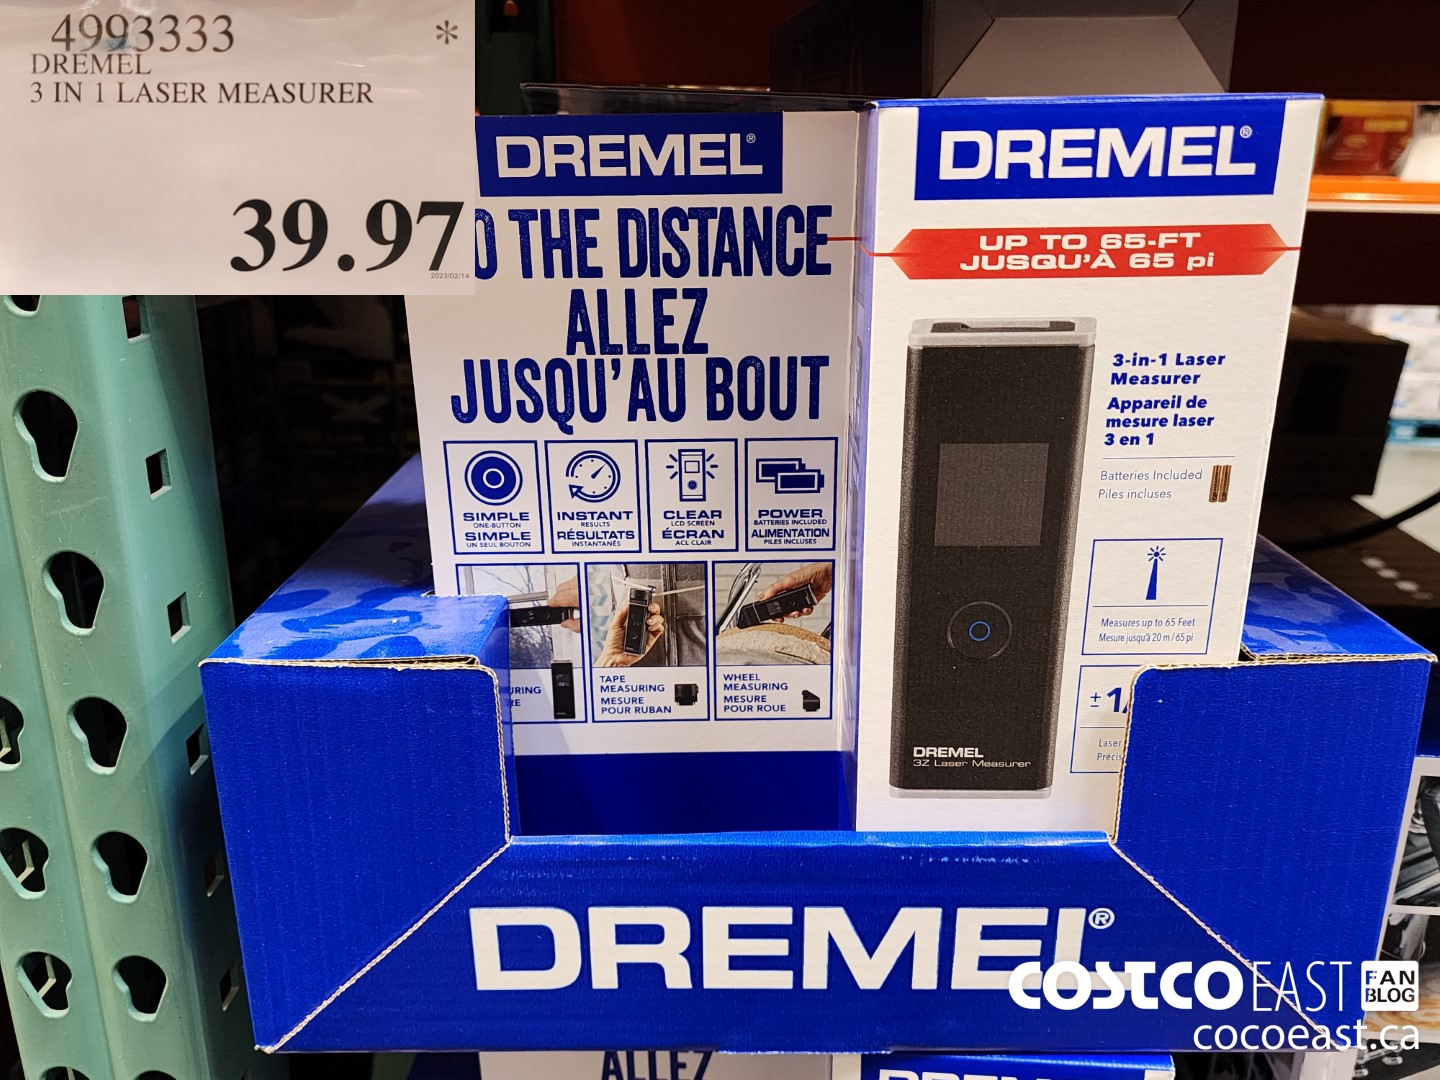 4993333 *
DREMEL
3 IN 1 LASER MEASURER
39.97
2023/02/14
DREMEL®
THE DISTANCE
ALLEZ
JUSQU'AU BOUT
SIMPLE
ONE-BUTTON
SIMPLE
UN SEUL BOUTON
INSTANT
RESULTS
RÉSULTATS
INSTANTANÉS
CLEAR
LCD SCREEN
ÉCRAN
ACL CLAIR
POWER
BATTERIES INCLUDED
ALIMENTATION
PILES INCLUSES
TAPE
MEASURING
MESURE
POUR RUBAN
WHEEL
MEASURING
MESURE
POUR ROUE
DREMEL®
UP TO 65-FT
JUSQU'À 65 pi
3-in-1 Laser
Measurer
Appareil de
mesure laser
3 en 1
Batteries Included
Piles incluses
Measures up to 65 Feet
Mesure jusqu'à 20 m / 65 pi
±
Laser
DREMEL
3Z Laser Measurer
DREMEL®
ALLEZ
DREMEL
COSTCO EAST FAN
BLOG
cocoeast.ca